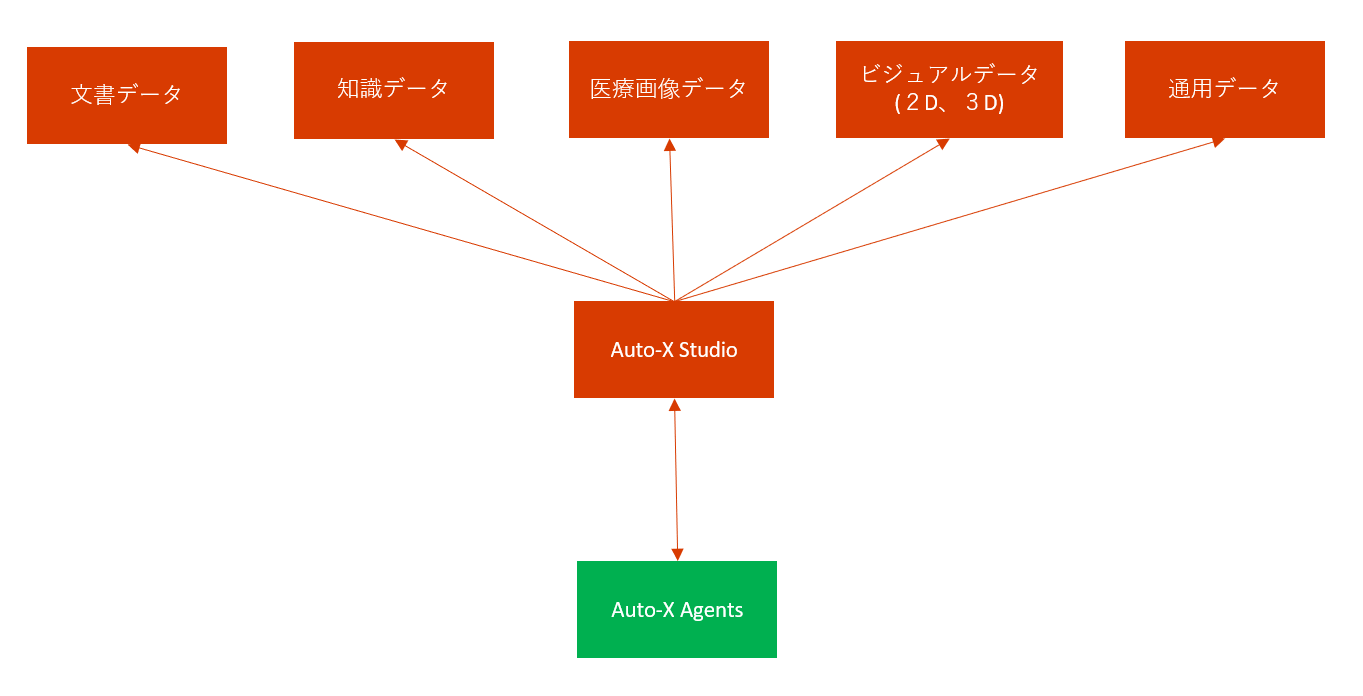 文書データ
知識データ
医療画像データ
ビジュアルデータ
(２D、３D)
通用データ
Auto-X Studio
Auto-X Agents